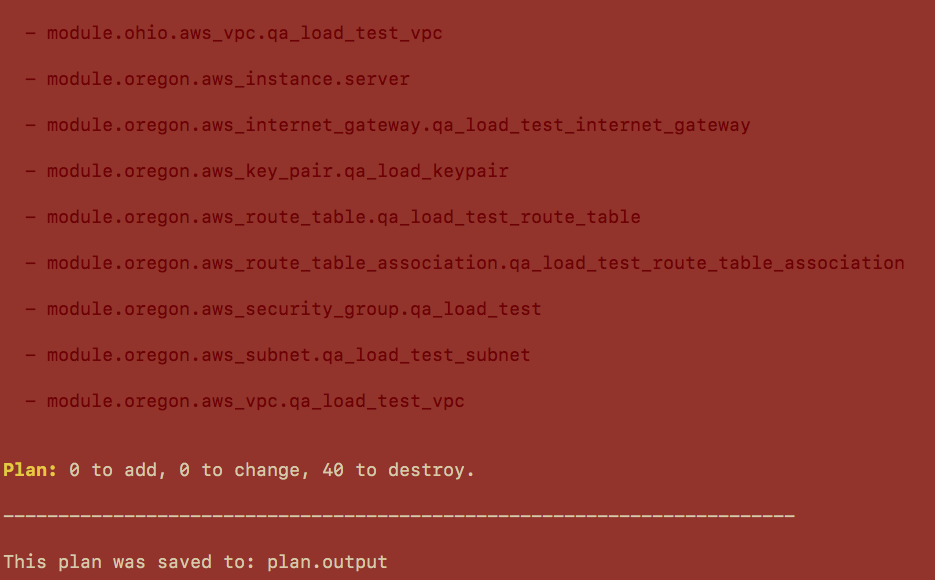 - module.ohio.aws_vpc.qa_load_test_vpc
- module.oregon.aws_instance.server
- module.oregon.aws_internet_gateway.qa_load_test_internet_gateway
- module.oregon.aws_key_pair.qa_load_keypair
- module.oregon.aws_route_table.qa_load_test_route_table
- module.oregon.aws_route_table_association.qa_load_test_route_table_association
- module.oregon.aws_security_group.qa_load_test
- module.oregon.aws_subnet.qa_load_test_subnet
- module.oregon.aws_vpc.qa_load_test_vpc
Plan: 0 to add, 0 to change, 40 to destroy.
------------------------------------------------------------------------
This plan was saved to: plan.output